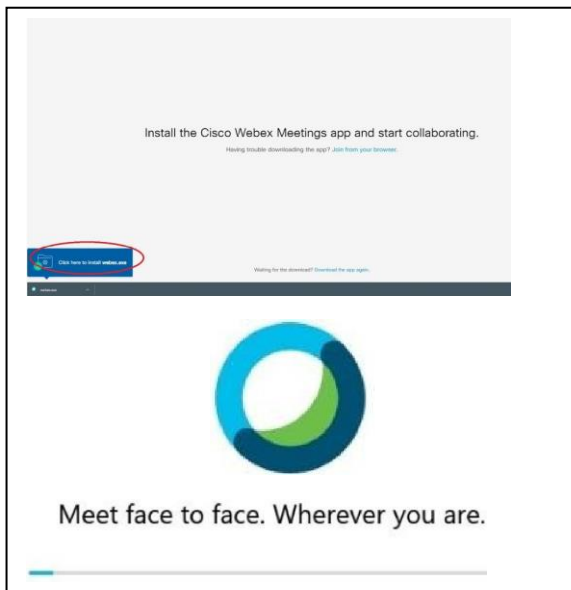 Install the Cisco Webex Meetings app and start collaborating.
Having trouble downloading the app? Join from your browser.
Click here to install webex.exe
Waiting for the download? Download the app again.
webex.exe
Meet face to face. Wherever you are.